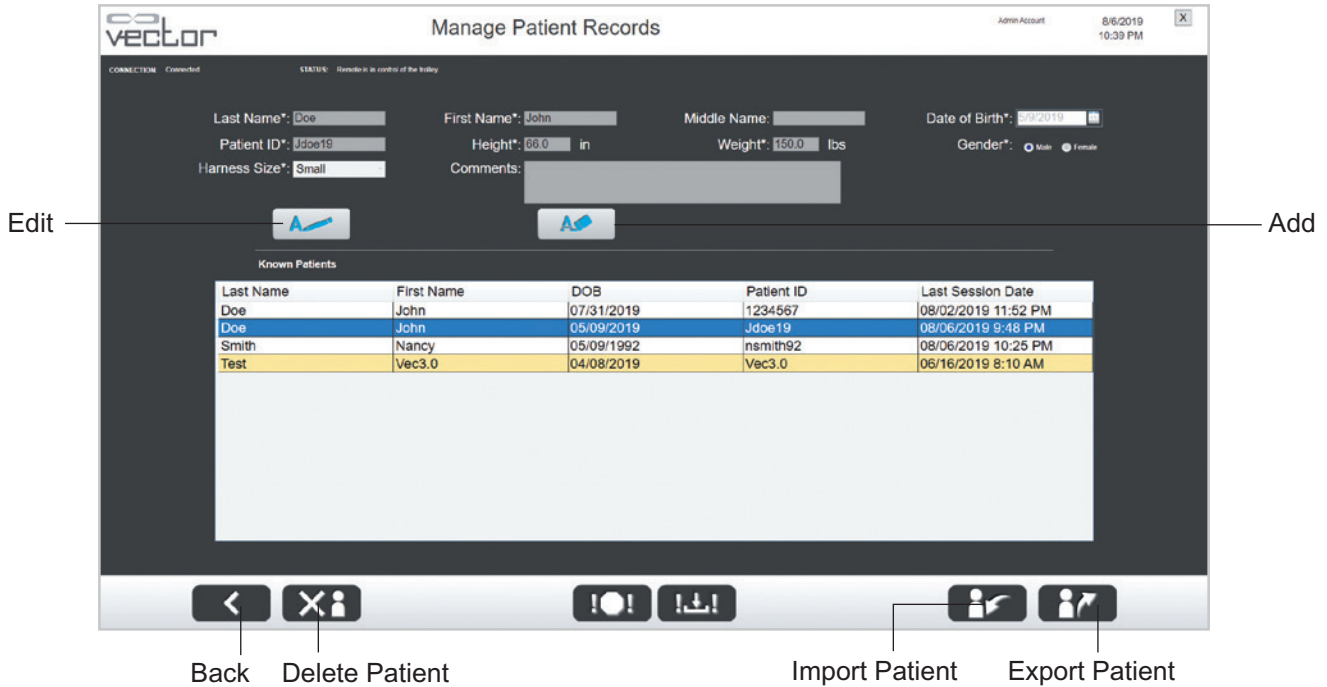 vector
Manage Patient Records
Admin Account
8/6/2019
10:39 PM
X
CONNECTION Connected STATUS: Remote is in control of the trolley
Last Name*: Doe First Name*: John Middle Name: Date of Birth*: 5/9/2019
Patient ID*: Jdoe19 Height*: 66.0 in Weight*: 150.0 lbs Gender*: Male Female
Harness Size*: Small Comments:
Edit
A
A
Add
Known Patients
Last Name First Name DOB Patient ID Last Session Date
Doe John 07/31/2019 1234567 08/02/2019 11:52 PM
Doe John 05/09/2019 Jdoe19 08/06/2019 9:48 PM
Smith Nancy 05/09/1992 nsmith92 08/06/2019 10:25 PM
Test Vec3.0 04/08/2019 Vec3.0 06/16/2019 8:10 AM
Back Delete Patient Import Patient Export Patient